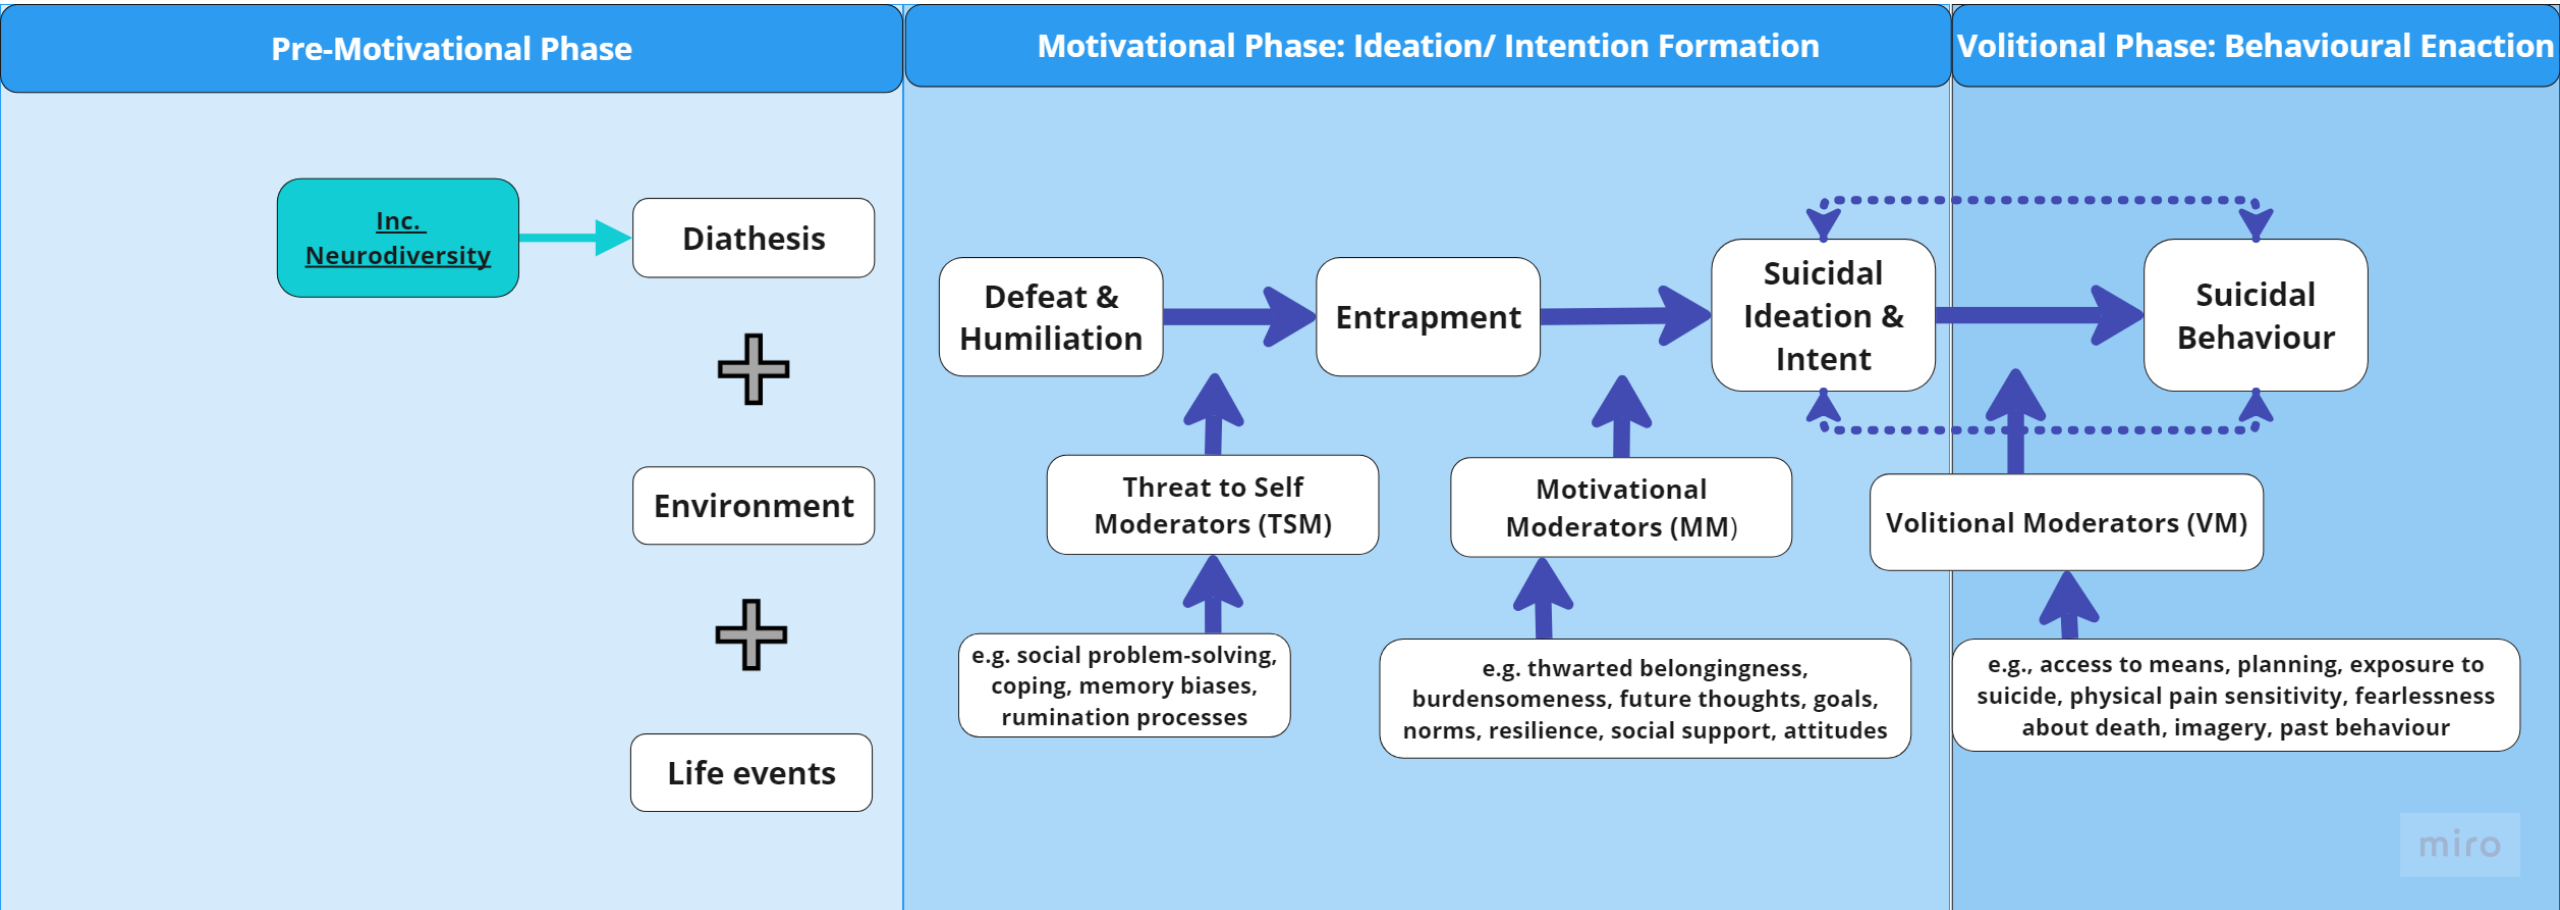 Pre-Motivational Phase
Motivational Phase: Ideation/ Intention Formation
Volitional Phase: Behavioural Enaction
Inc.
Neurodiversity
Diathesis
Environment
Life events
Defeat &
Humiliation
Entrapment
Suicidal
Ideation &
Intent
Suicidal
Behaviour
Threat to Self
Moderators (TSM)
Motivational
Moderators (MM)
Volitional Moderators (VM)
e.g. social problem-solving,
coping, memory biases,
rumination processes
e.g. thwarted belongingness,
burdensomeness, future thoughts, goals,
norms, resilience, social support, attitudes
e.g., access to means, planning, exposure to
suicide, physical pain sensitivity, fearlessness
about death, imagery, past behaviour
miro